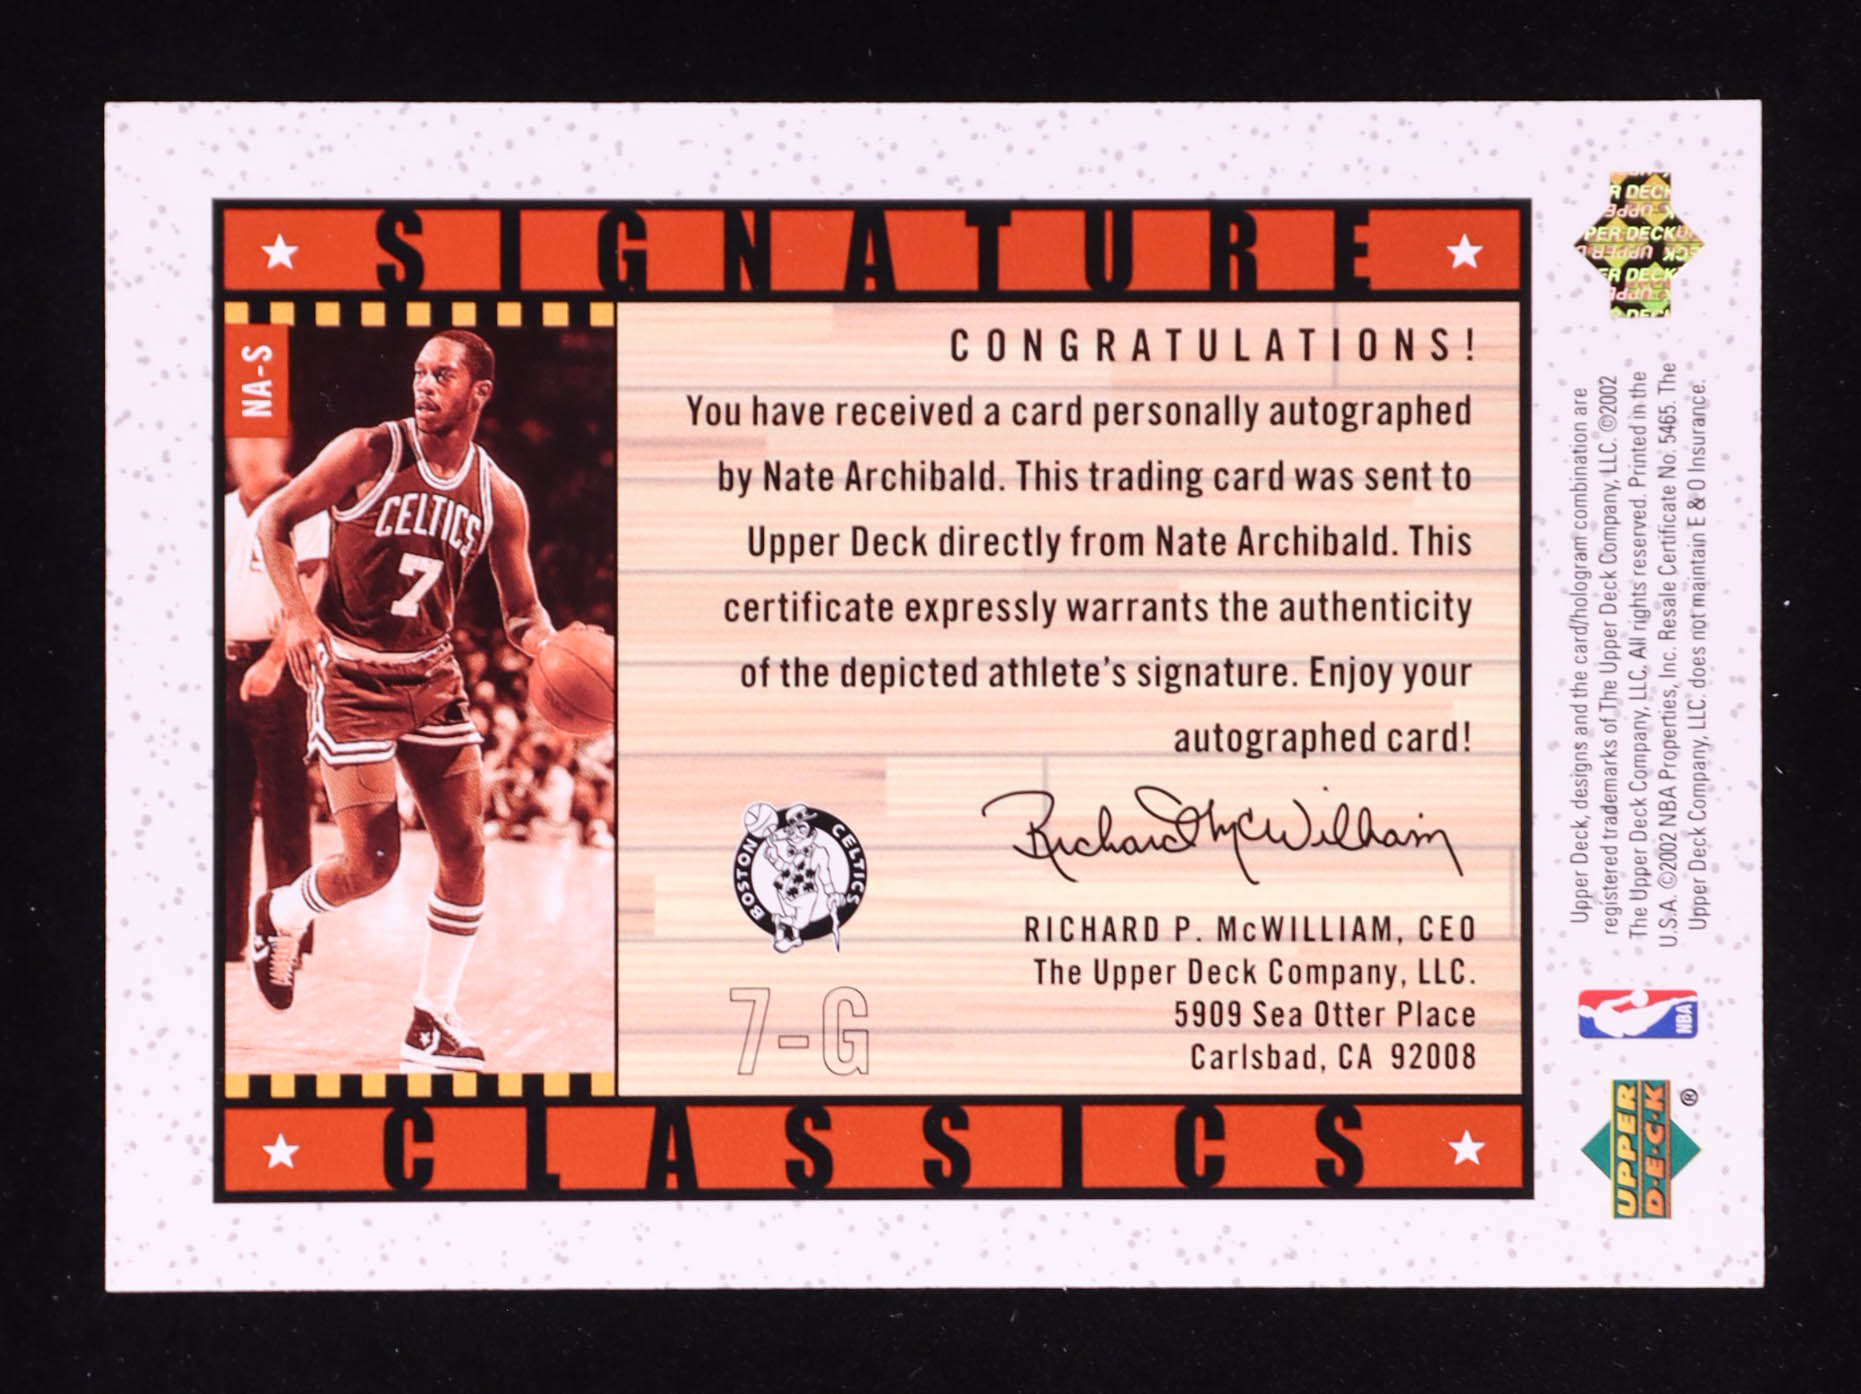 SIGNATURE
NA-S
CELTICS
7
CONGRATULATIONS!
You have received a card personally autographed
by Nate Archibald. This trading card was sent to
Upper Deck directly from Nate Archibald. This
certificate expressly warrants the authenticity
of the depicted athlete's signature. Enjoy your
autographed card!
Richard McWilliam
BOSTON CELTICS
RICHARD P. McWILLIAM, CEO
The Upper Deck Company, LLC.
5909 Sea Otter Place
Carlsbad, CA 92008
7-G
CLASSICS
Upper Deck, designs and the card/hologram combination are
registered trademarks of The Upper Deck Company, LLC. ©2002
The Upper Deck Company, LLC. All rights reserved. Printed in the
U.S.A. ©2002 NBA Properties, Inc. Resale Certificate No. 5465. The
Upper Deck Company, LLC. does not maintain E & O Insurance.
NBA
UPPER
D·E·C·K
®